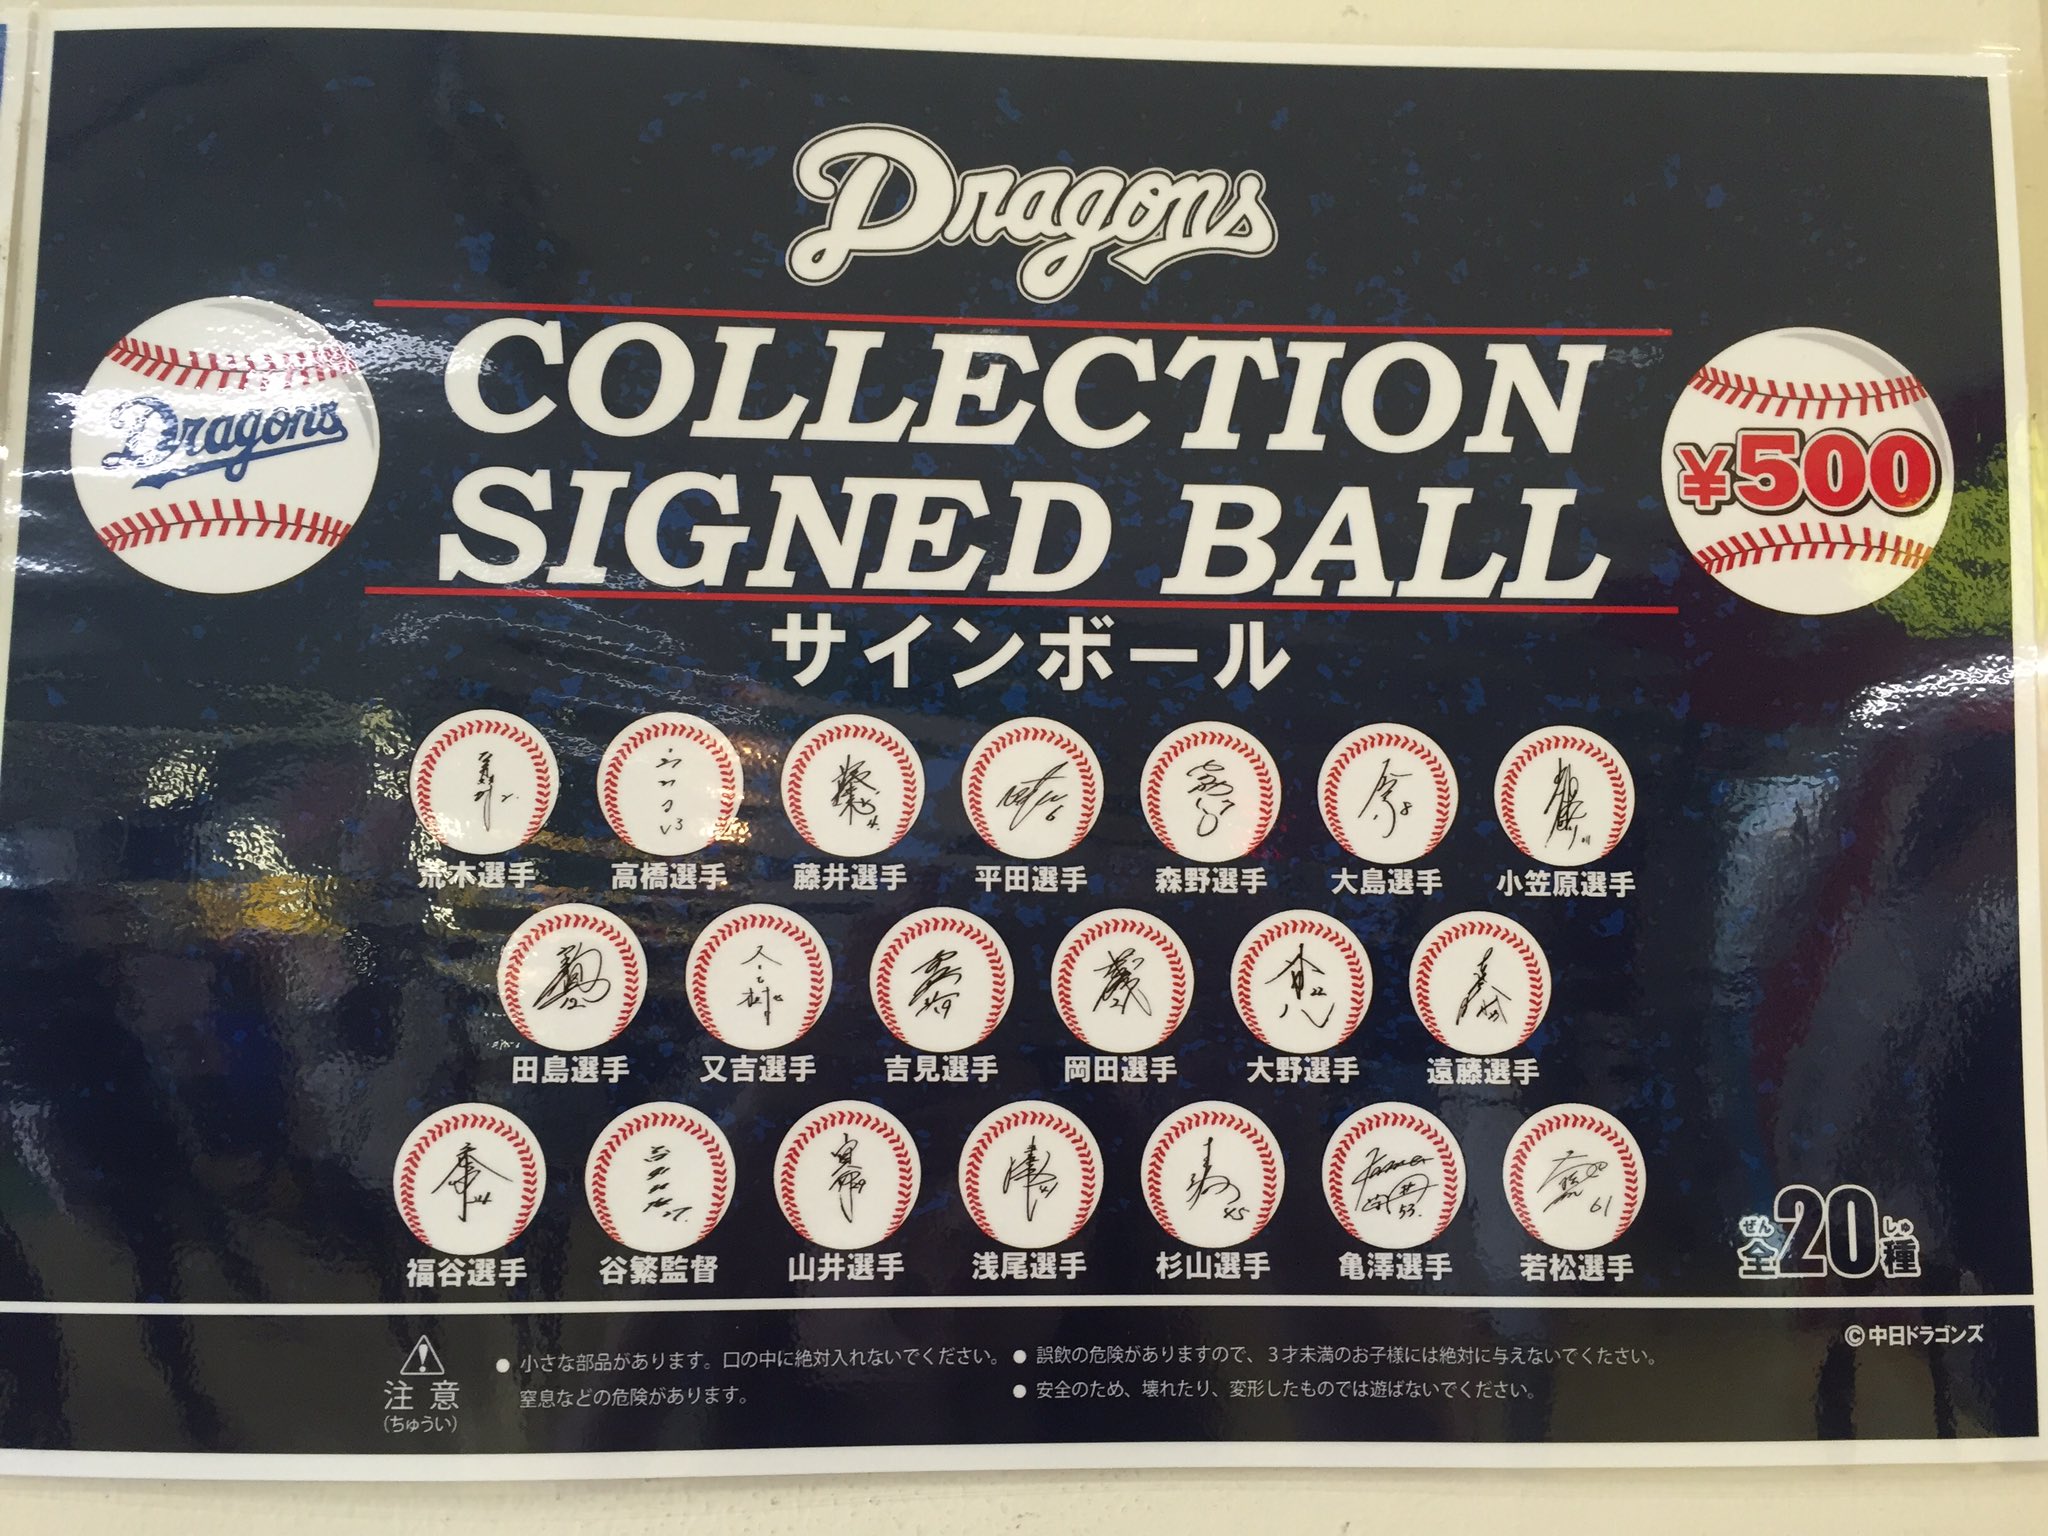 Dragons
COLLECTION
Dragons
¥500
SIGNED BALL
サインボール
荒木選手 高橋選手 藤井選手 平田選手 森野選手 大島選手 小笠原選手
田島選手 又吉選手 吉見選手 岡田選手 大野選手 遠藤選手
福谷選手 谷繁監督 山井選手 浅尾選手 杉山選手 亀澤選手 若松選手
ぜん しゅ
全20種
©中日ドラゴンズ
注意
(ちゅうい)
● 小さな部品があります。口の中に絶対入れないでください。
窒息などの危険があります。
● 誤飲の危険がありますので、3才未満のお子様には絶対に与えないでください。
● 安全のため、壊れたり、変形したものでは遊ばないでください。